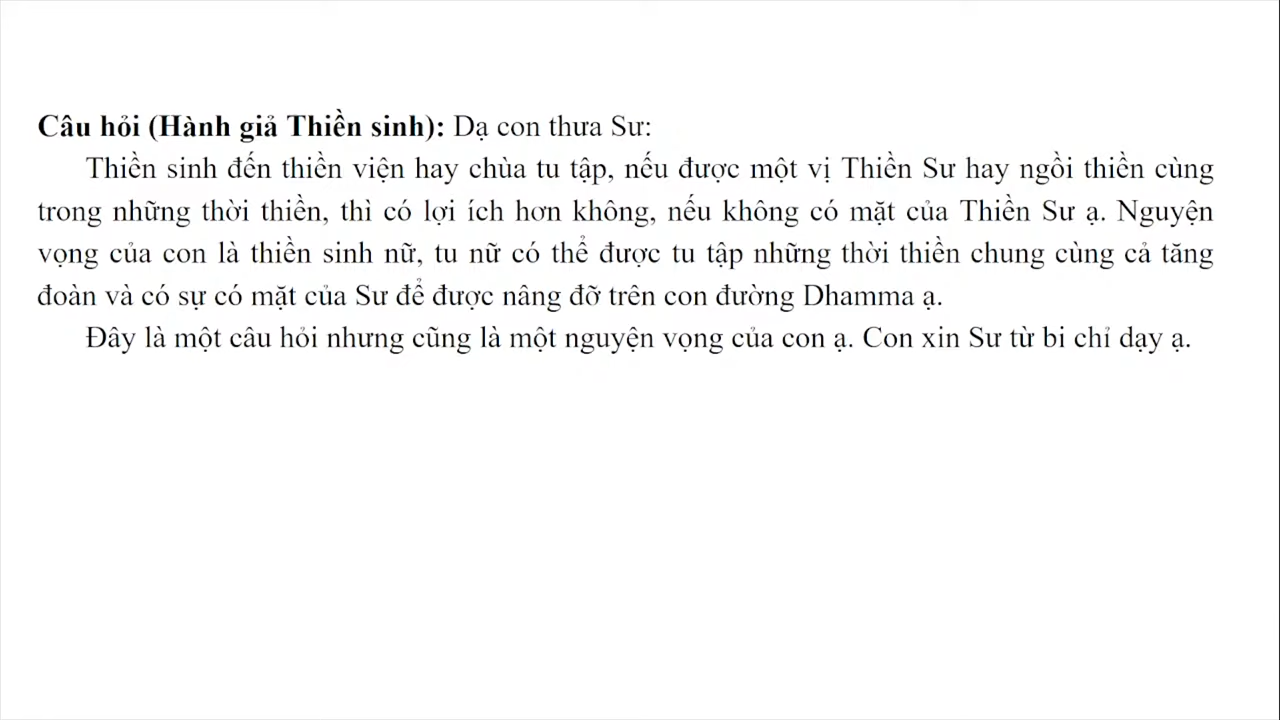 Câu hỏi (Hành giả Thiền sinh): Dạ con thưa Sư:
Thiền sinh đến thiền viện hay chùa tu tập, nếu được một vị Thiền Sư hay ngồi thiền cùng
trong những thời thiền, thì có lợi ích hơn không, nếu không có mặt của Thiền Sư ạ. Nguyện
vọng của con là thiền sinh nữ, tu nữ có thể được tu tập những thời thiền chung cùng cả tăng
đoàn và có sự có mặt của Sư để được nâng đỡ trên con đường Dhamma ạ.
Đây là một câu hỏi nhưng cũng là một nguyện vọng của con ạ. Con xin Sư từ bi chỉ dạy ạ.